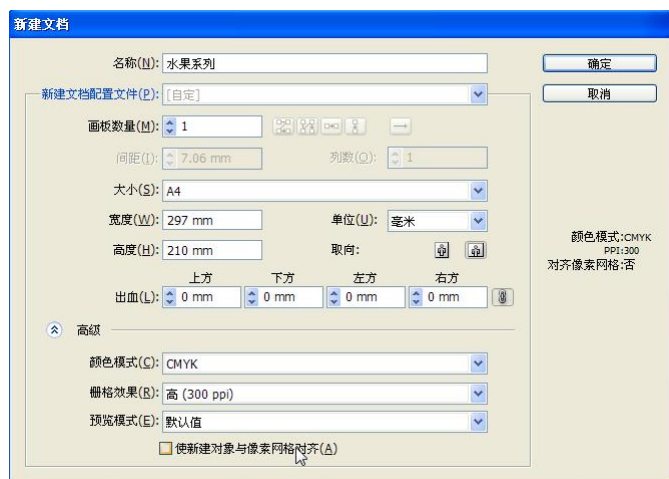 新建文档
名称(N): 水果系列
确定
新建文档配置文件(P): [自定]
取消
画板数量(M): 1
间距(I): 7.06 mm 列数(O): 1
大小(S): A4
宽度(W): 297 mm 单位(U): 毫米
高度(H): 210 mm 取向:
颜色模式:CMYK
PPI:300
对齐像素网格:否
上方 下方 左方 右方
出血(L): 0 mm 0 mm 0 mm 0 mm
高级
颜色模式(C): CMYK
栅格效果(R): 高 (300 ppi)
预览模式(E): 默认值
使新建对象与像素网格对齐(A)